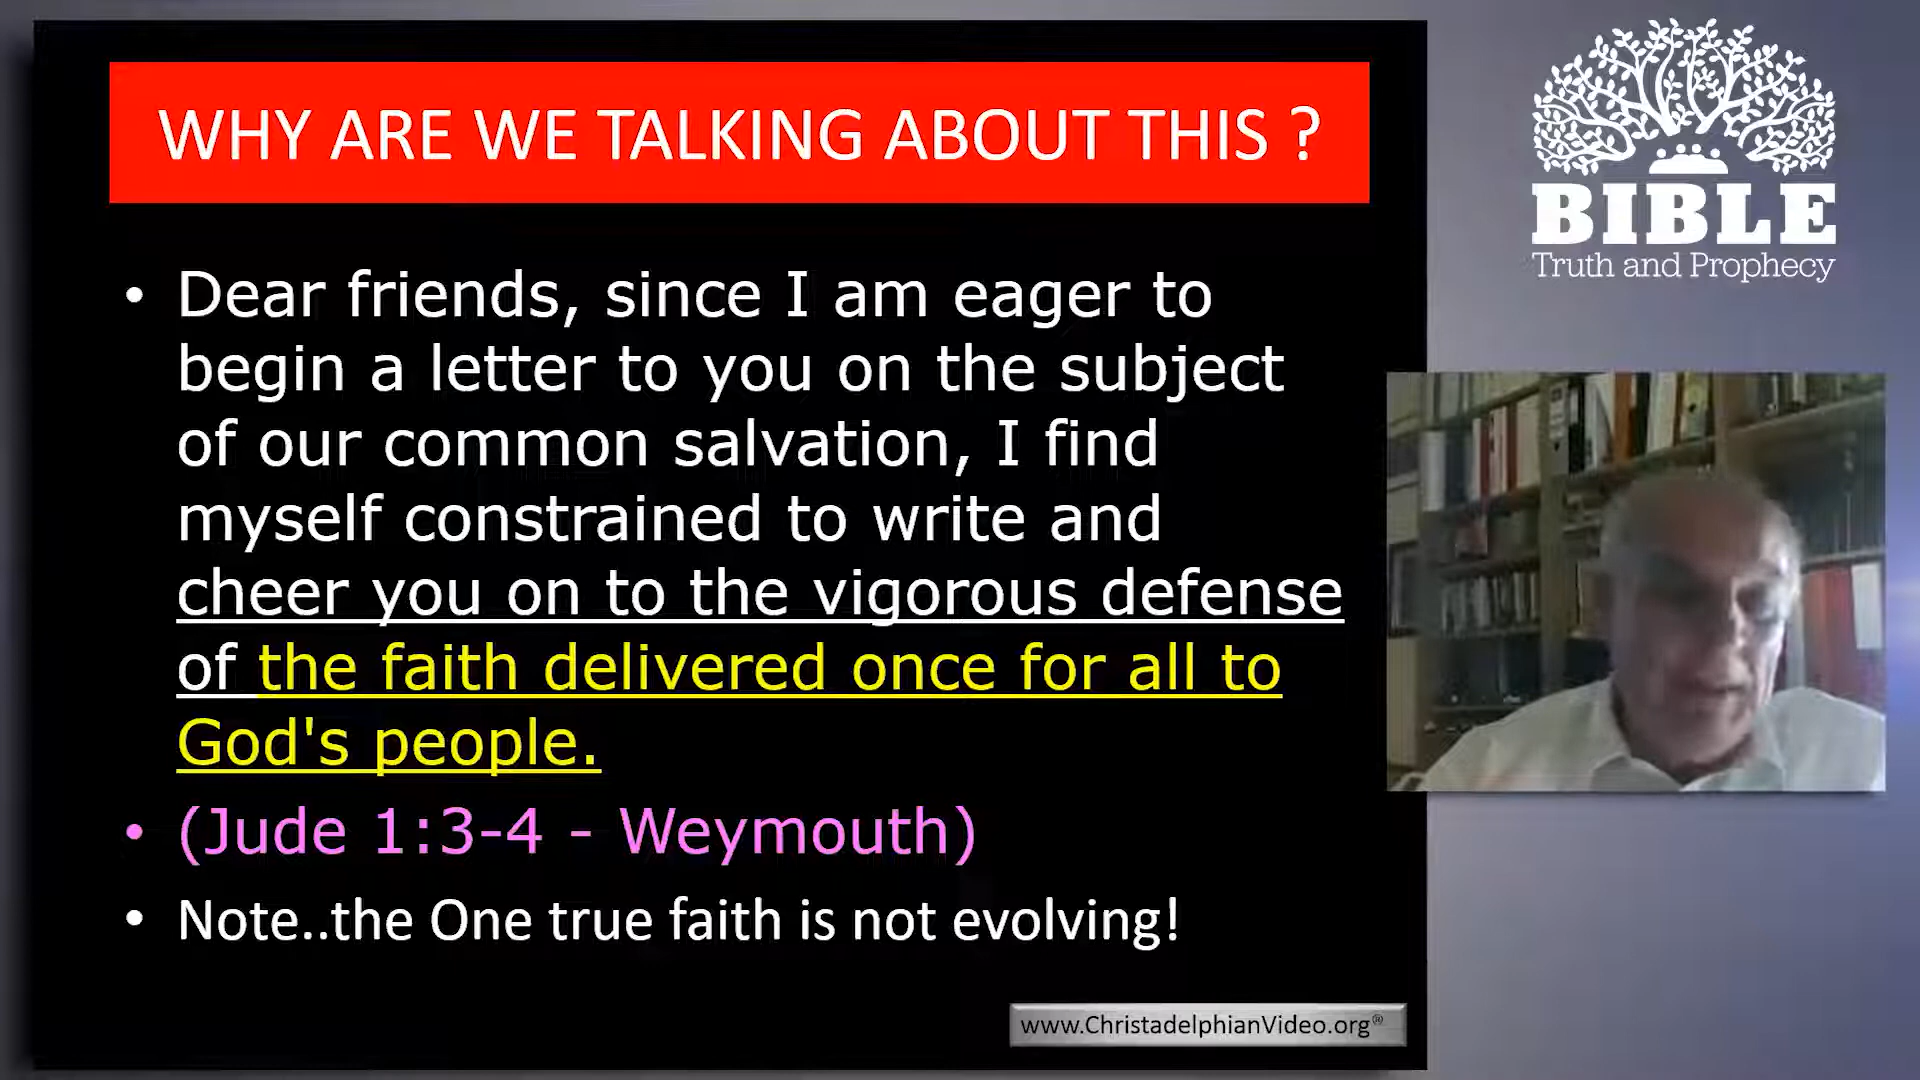 WHY ARE WE TALKING ABOUT THIS ?
• Dear friends, since I am eager to
begin a letter to you on the subject
of our common salvation, I find
myself constrained to write and
cheer you on to the vigorous defense
of the faith delivered once for all to
God's people.
• (Jude 1:3-4 - Weymouth)
• Note..the One true faith is not evolving!
www.ChristadelphianVideo.org®
BIBLE
Truth and Prophecy